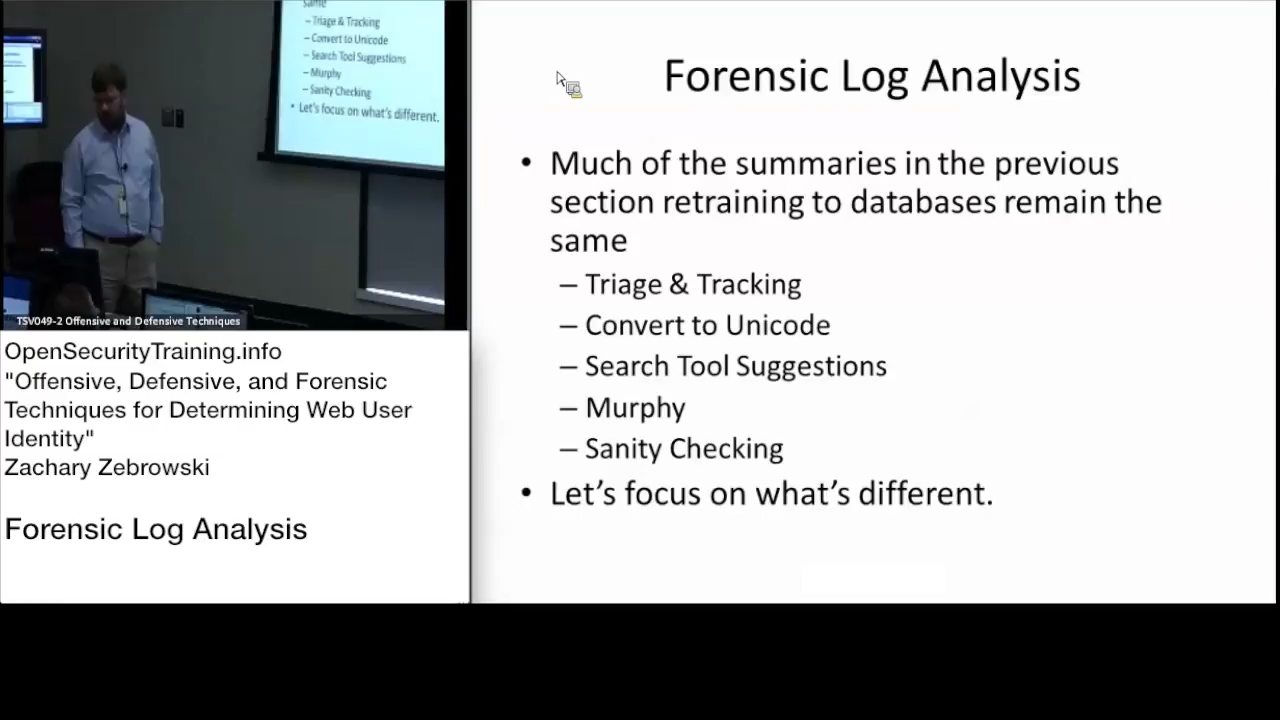 same
– Triage & Tracking
– Convert to Unicode
– Search Tool Suggestions
– Murphy
– Sanity Checking
• Let's focus on what's different.
TSV049-2 Offensive and Defensive Techniques
OpenSecurityTraining.info
"Offensive, Defensive, and Forensic
Techniques for Determining Web User
Identity"
Zachary Zebrowski
Forensic Log Analysis
Forensic Log Analysis
• Much of the summaries in the previous
section retraining to databases remain the
same
– Triage & Tracking
– Convert to Unicode
– Search Tool Suggestions
– Murphy
– Sanity Checking
• Let’s focus on what’s different.